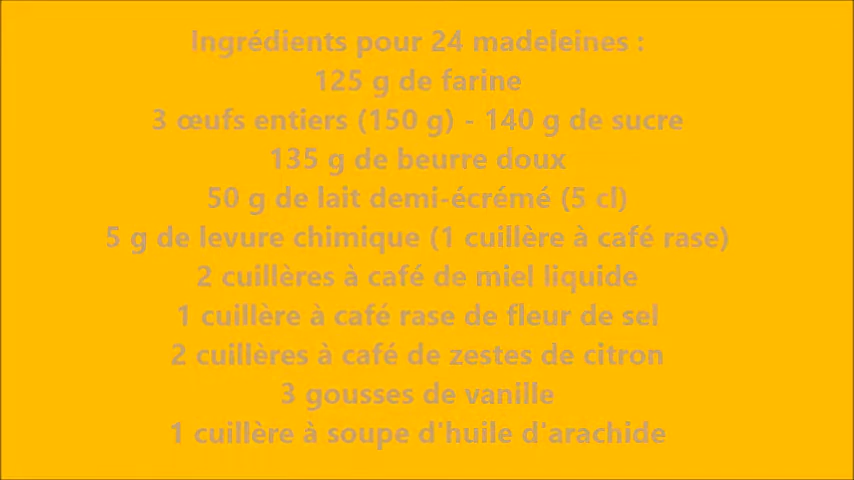 Ingrédients pour 24 madeleines :
125 g de farine
3 œufs entiers (150 g) - 140 g de sucre
135 g de beurre doux
50 g de lait demi-écrémé (5 cl)
5 g de levure chimique (1 cuillère à café rase)
2 cuillères à café de miel liquide
1 cuillère à café rase de fleur de sel
2 cuillères à café de zestes de citron
3 gousses de vanille
1 cuillère à soupe d'huile d'arachide